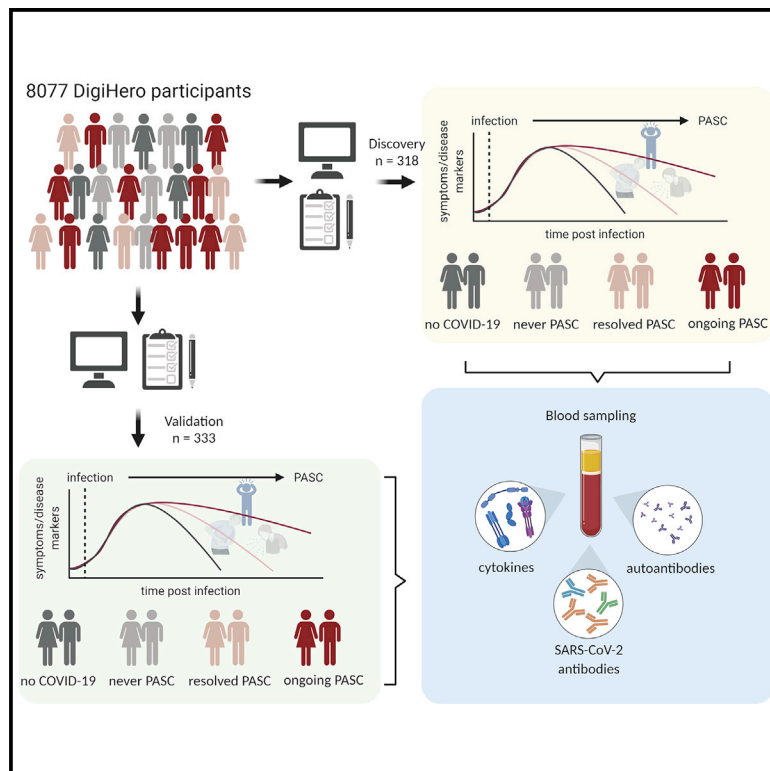 8077 DigiHero participants
Discovery
n = 318
infection
PASC
symptoms/disease
markers
time post infection
no COVID-19
never PASC
resolved PASC
ongoing PASC
Validation
n = 333
infection
PASC
symptoms/disease
markers
time post infection
no COVID-19
never PASC
resolved PASC
ongoing PASC
Blood sampling
cytokines
autoantibodies
SARS-CoV-2
antibodies